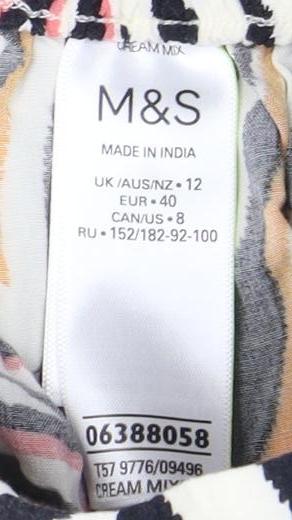 CREAM MIX
M&S
MADE IN INDIA
UK /AUS/NZ • 12
EUR • 40
CAN/US • 8
RU • 152/182-92-100
06388058
T57 9776/09496
CREAM MIX